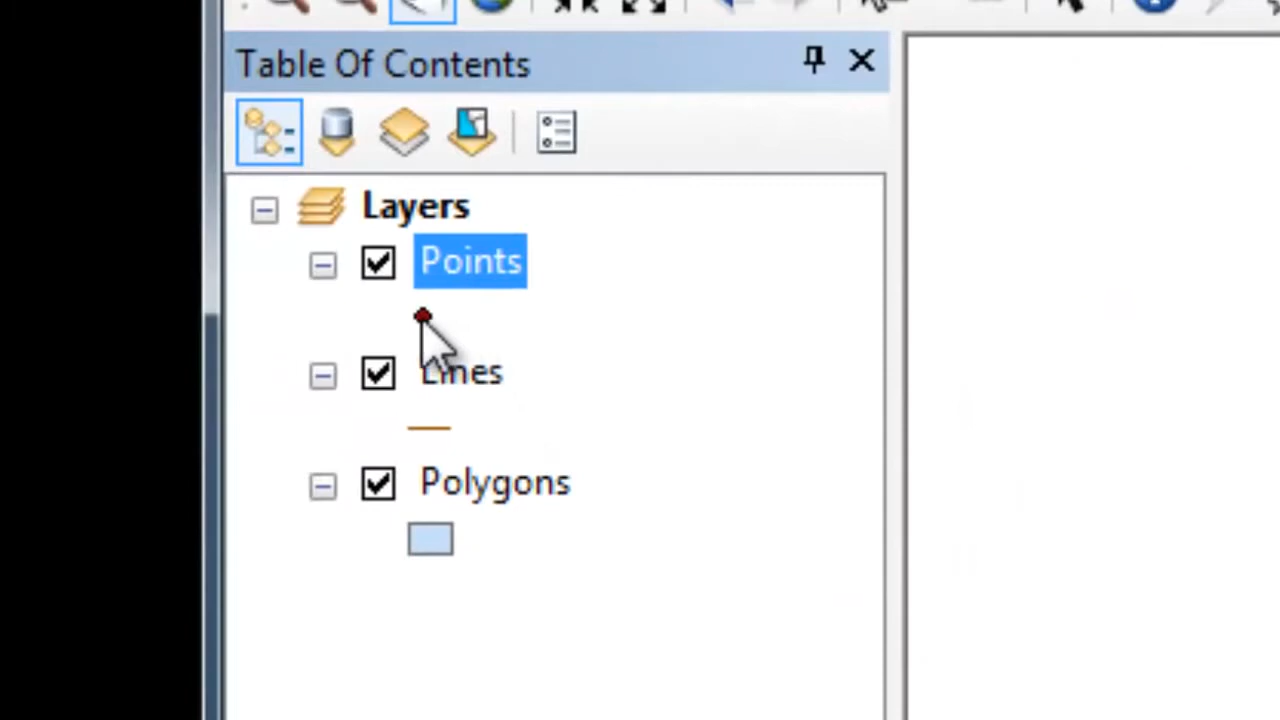 Table Of Contents
Layers
Points
Lines
Polygons